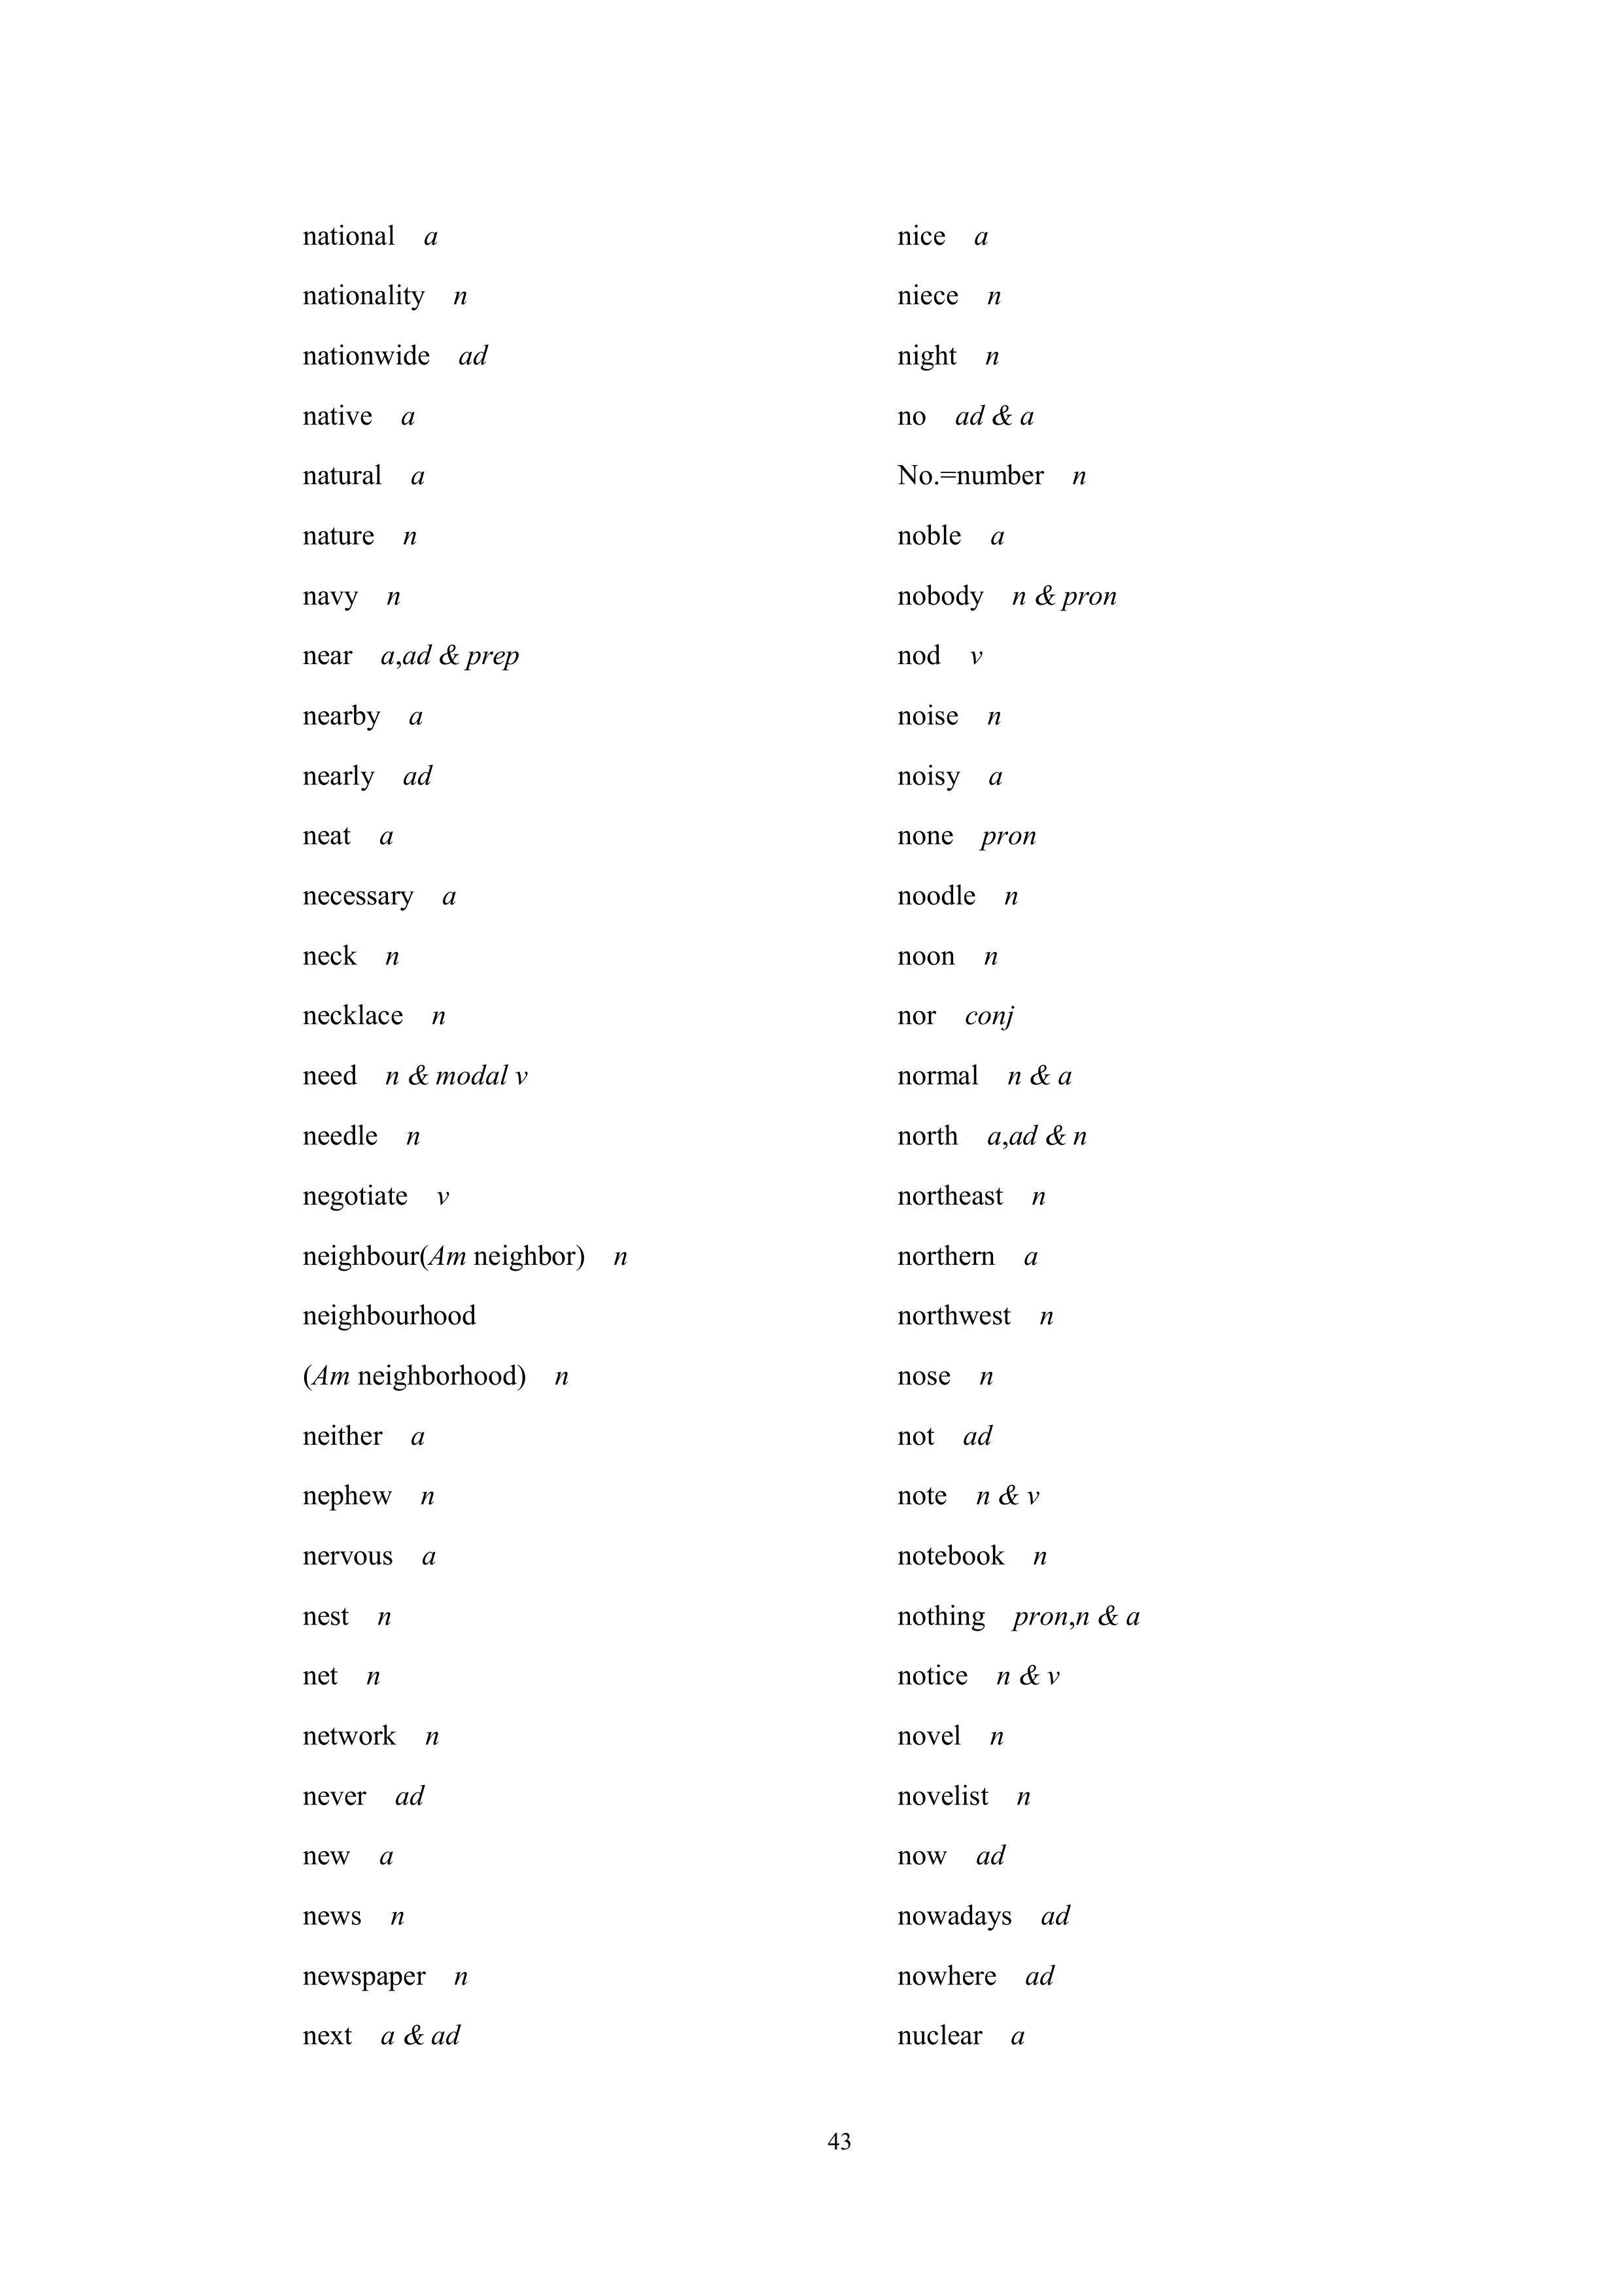 national a
nationality n
nationwide ad
native a
natural a
nature n
navy n
near a,ad & prep
nearby a
nearly ad
neat a
necessary a
neck n
necklace n
need n & modal v
needle n
negotiate v
neighbour(Am neighbor) n
neighbourhood
(Am neighborhood) n
neither a
nephew n
nervous a
nest n
net n
network n
never ad
new a
news n
newspaper n
next a & ad
nice a
niece n
night n
no ad & a
No.=number n
noble a
nobody n & pron
nod v
noise n
noisy a
none pron
noodle n
noon n
nor conj
normal n & a
north a,ad & n
northeast n
northern a
northwest n
nose n
not ad
note n & v
notebook n
nothing pron,n & a
notice n & v
novel n
novelist n
now ad
nowadays ad
nowhere ad
nuclear a
43